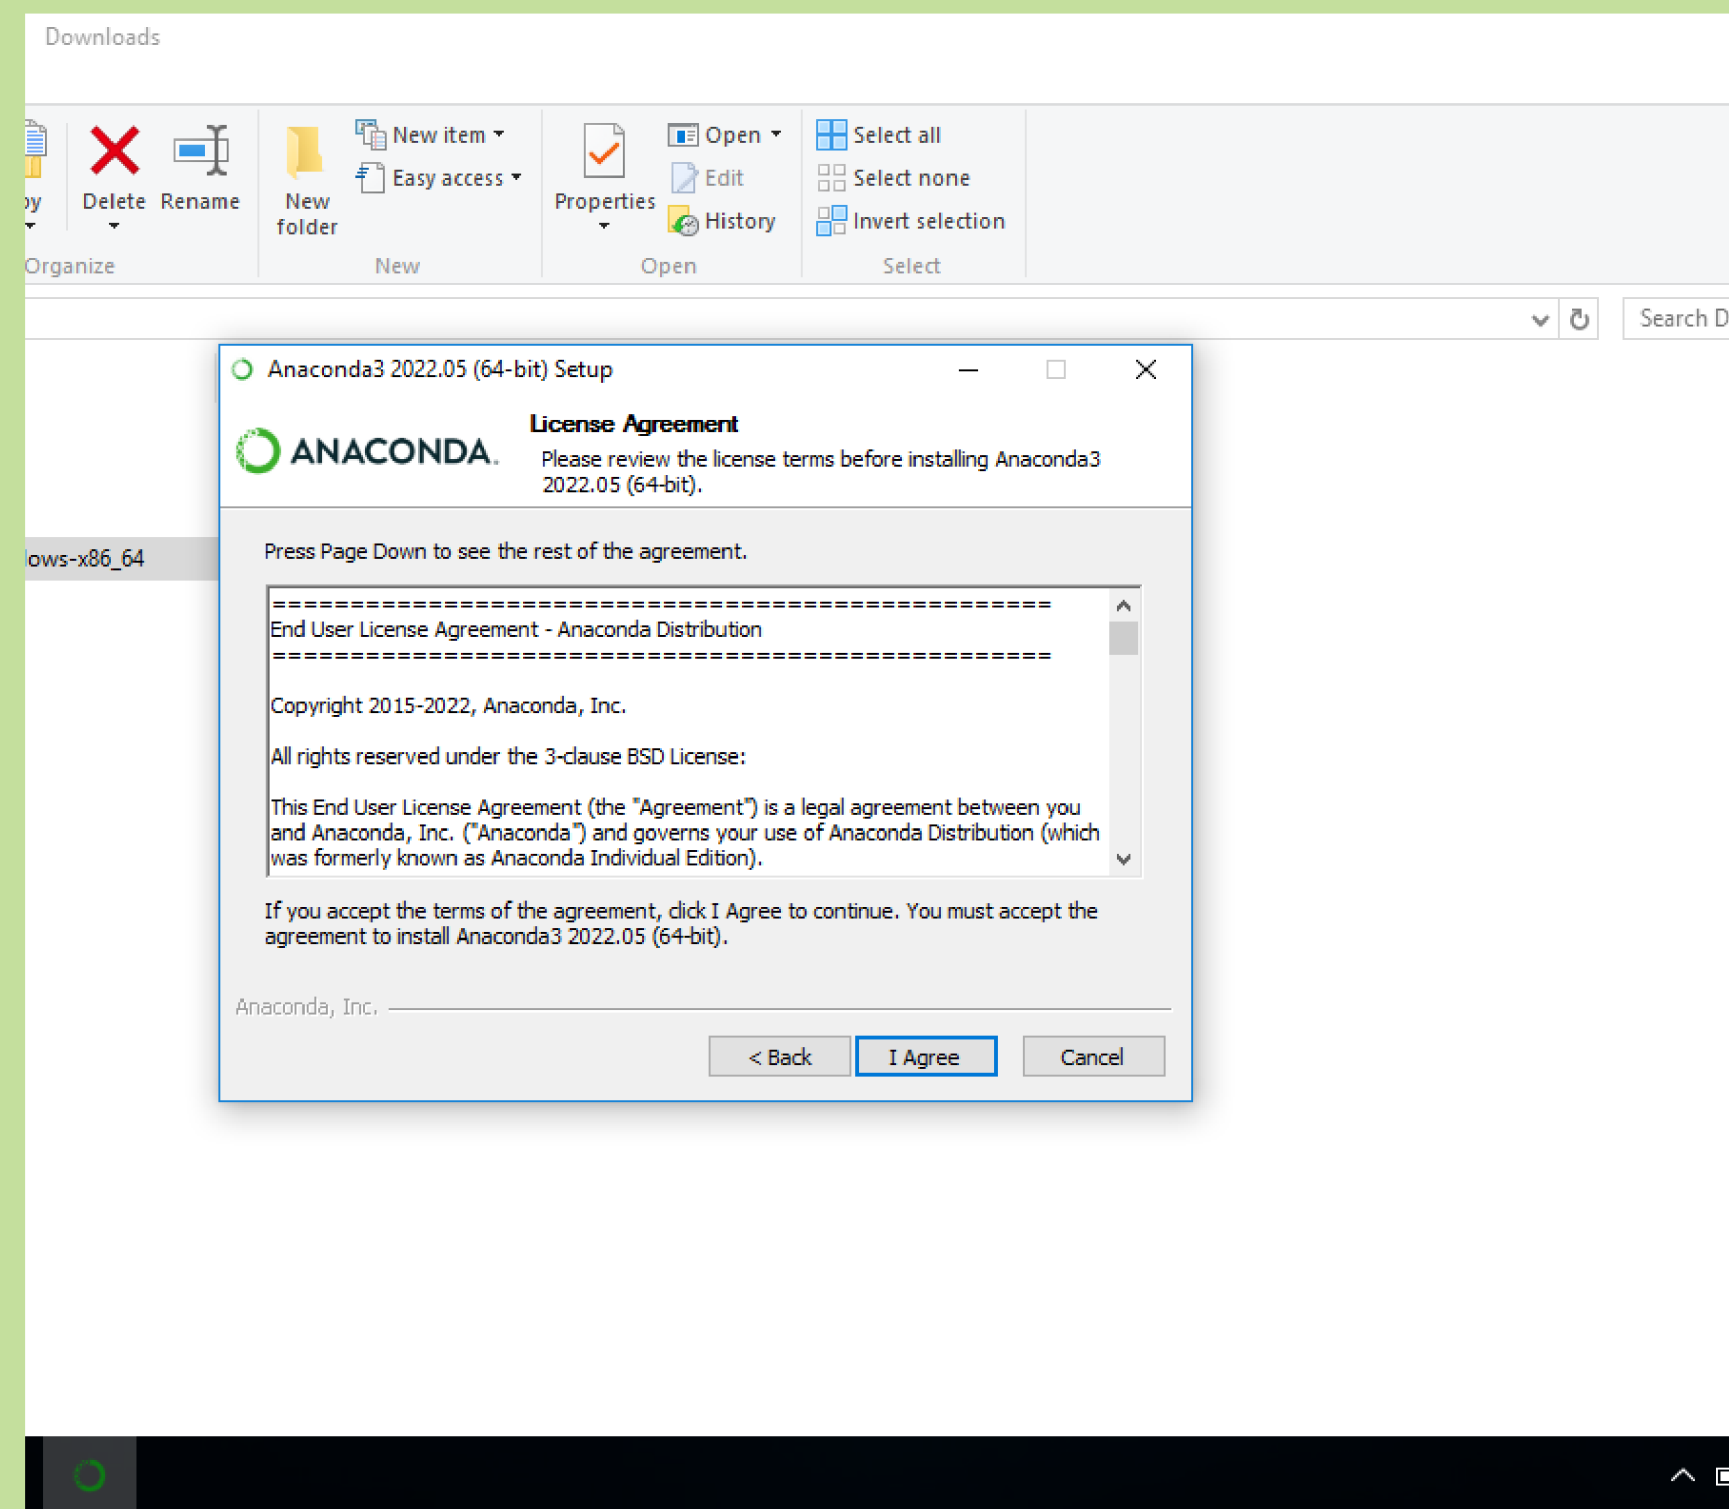 Downloads
New item
Open
Select all
Easy access
Edit
Select none
Delete
Rename
New
folder
Properties
History
Invert selection
Organize
New
Open
Select
Search D
Anaconda3 2022.05 (64-bit) Setup
ANACONDA.
License Agreement
Please review the license terms before installing Anaconda3
2022.05 (64-bit).
lows-x86_64
Press Page Down to see the rest of the agreement.
==================================================
End User License Agreement - Anaconda Distribution
==================================================
Copyright 2015-2022, Anaconda, Inc.
All rights reserved under the 3-clause BSD License:
This End User License Agreement (the "Agreement") is a legal agreement between you
and Anaconda, Inc. ("Anaconda") and governs your use of Anaconda Distribution (which
was formerly known as Anaconda Individual Edition).
If you accept the terms of the agreement, click I Agree to continue. You must accept the
agreement to install Anaconda3 2022.05 (64-bit).
Anaconda, Inc.
< Back
I Agree
Cancel